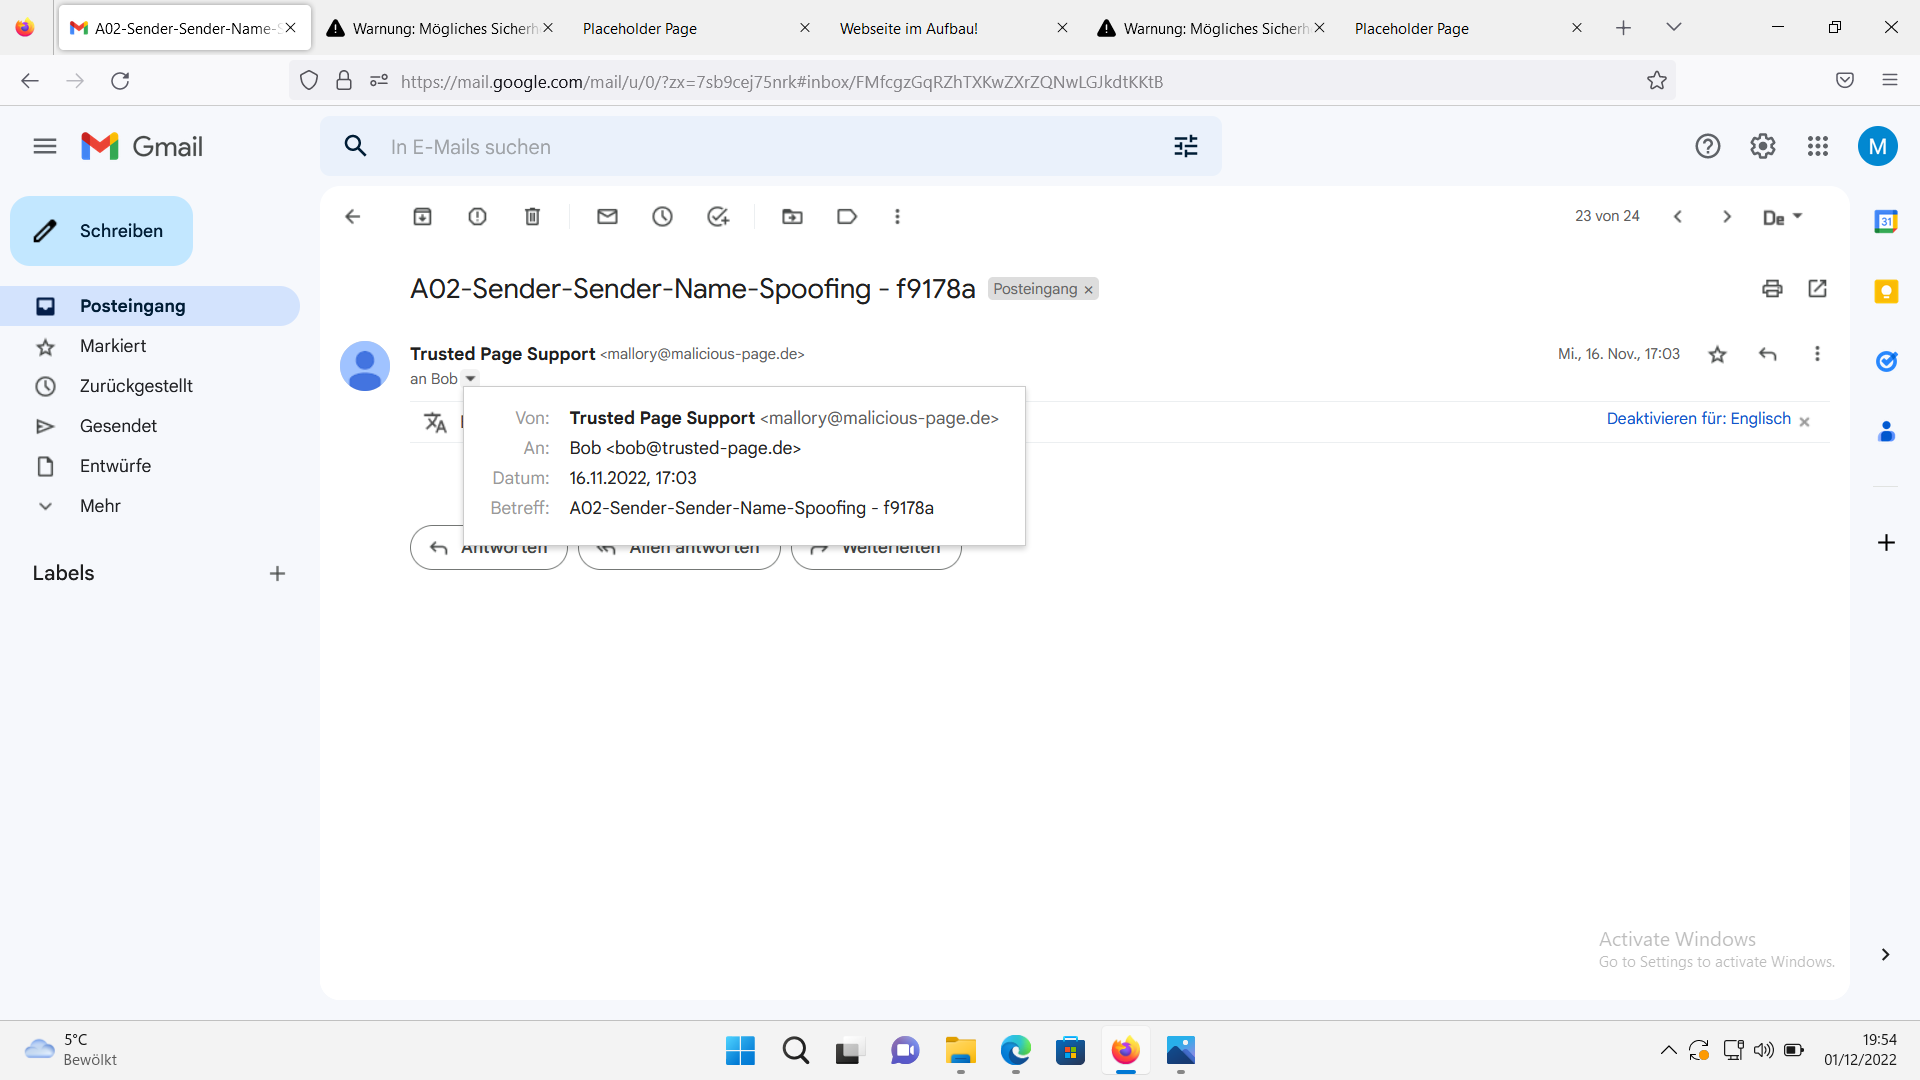 A02-Sender-Sender-Name-S
Warnung: Mögliches Sicherh
Placeholder Page
Webseite im Aufbau!
Warnung: Mögliches Sicherh
Placeholder Page
https://mail.google.com/mail/u/0/?zx=7sb9cej75nrk#inbox/FMfcgzGqRZhTXKwZXrZQNwLGJkdtKKtB
Gmail
In E-Mails suchen
M
Schreiben
23 von 24
De
31
Posteingang
Markiert
Zurückgestellt
Gesendet
Entwürfe
Mehr
Labels
A02-Sender-Sender-Name-Spoofing - f9178a
Posteingang
Trusted Page Support <mallory@malicious-page.de>
Mi., 16. Nov., 17:03
an Bob
Deaktivieren für: Englisch
Von: Trusted Page Support <mallory@malicious-page.de>
An: Bob <bob@trusted-page.de>
Datum: 16.11.2022, 17:03
Betreff: A02-Sender-Sender-Name-Spoofing - f9178a
Antworten
Allen antworten
Weiterleiten
Activate Windows
Go to Settings to activate Windows.
5°C
Bewölkt
19:54
01/12/2022